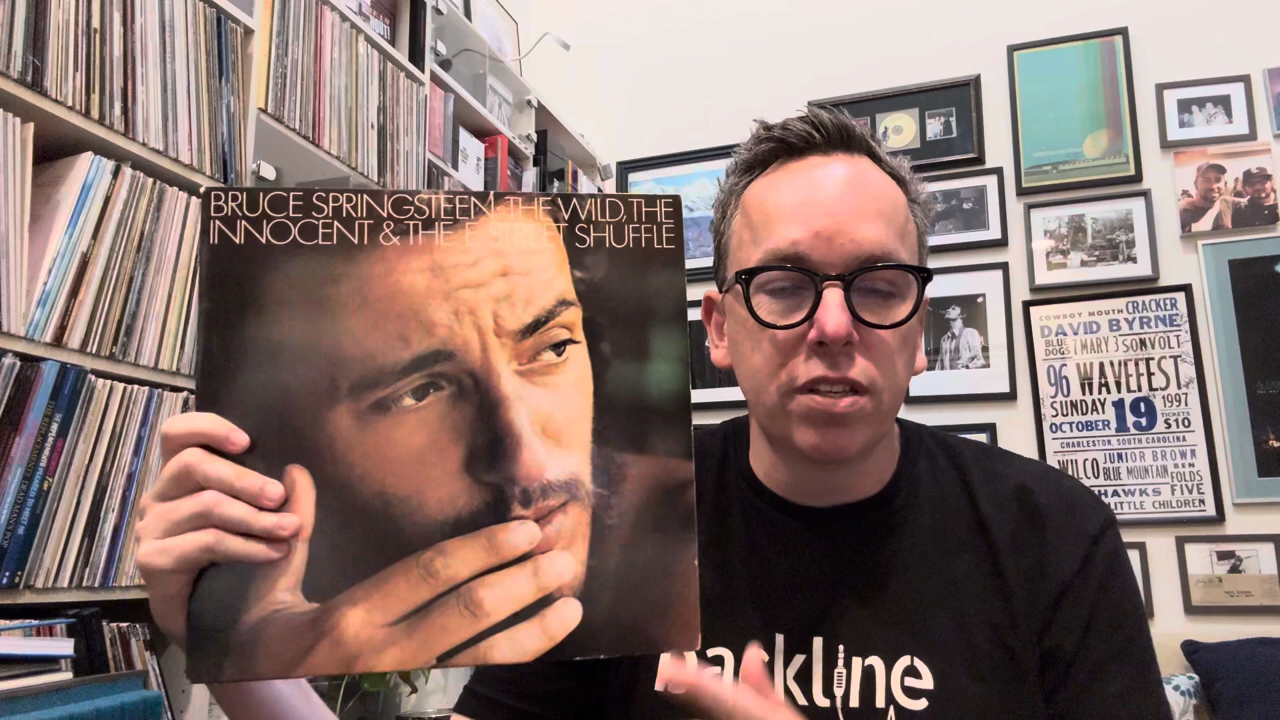 BRUCE SPRINGSTEEN-THE WILD, THE
INNOCENT & THE E STREET SHUFFLE
backline
COWBOY MOUTH CRACKER
DAVID BYRNE
BLUE DOGS 7 MARY 3 SONVOLT
96 WAVEFEST
SUNDAY
OCTOBER 19 1997
TICKETS $10
CHARLESTON, SOUTH CAROLINA
WILCO JUNIOR BROWN
BLUE MOUNTAIN BEN FOLDS FIVE
HAWKS
LITTLE CHILDREN